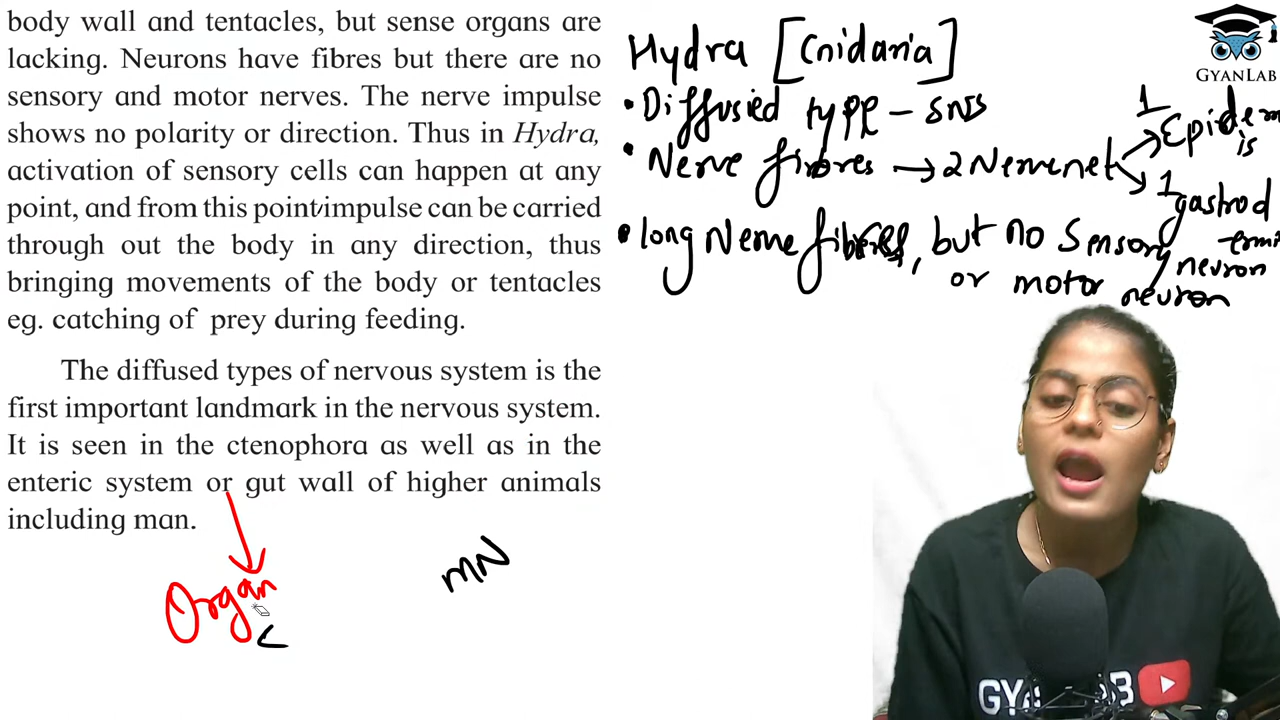 body wall and tentacles, but sense organs are
lacking. Neurons have fibres but there are no
sensory and motor nerves. The nerve impulse
shows no polarity or direction. Thus in Hydra,
activation of sensory cells can happen at any
point, and from this point impulse can be carried
through out the body in any direction, thus
bringing movements of the body or tentacles
eg. catching of prey during feeding.
The diffused types of nervous system is the
first important landmark in the nervous system.
It is seen in the ctenophora as well as in the
enteric system or gut wall of higher animals
including man.
Organ
<
MN
Hydra [Cnidaria]
• Diffusied type - SNS
• Nerve fibres → 2 Nerve net
1 Epiderm
is
1 gastrod
ermi
• long Nerve fibres, but no Sensory neuron
or motor neuron
GYANLAB
GYANLAB